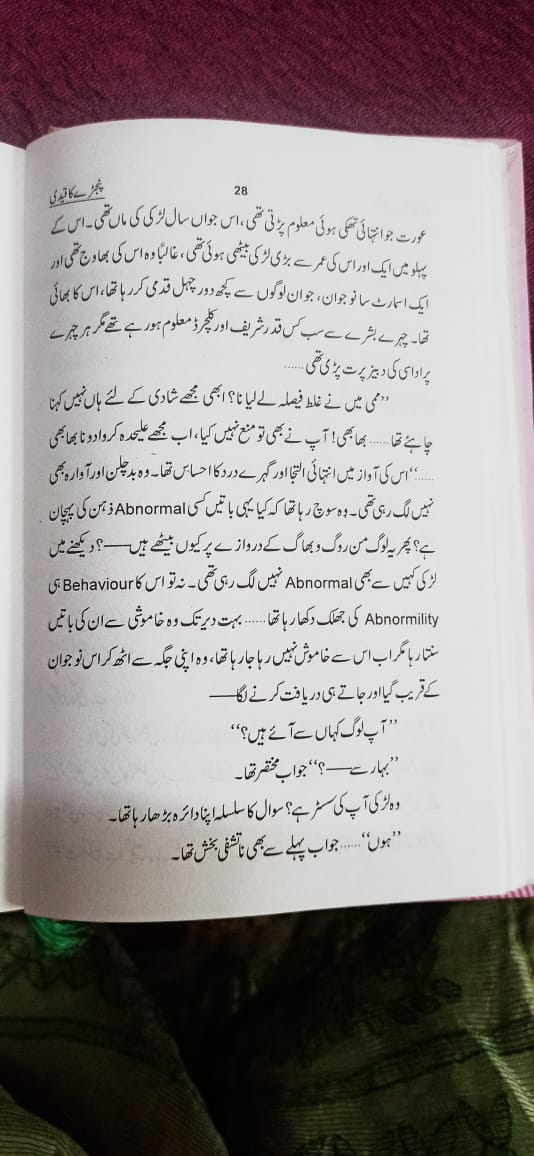 پنجڑے کا قیدی
28
عورت جو انتہائی تھکی ہوئی معلوم پڑتی تھی، اس جواں سال لڑکی کی ماں تھی۔ اس کے
پہلو میں ایک اور اس کی عمر سے بڑی لڑکی بیٹھی ہوئی تھی، غالباً وہ اس کی بھاوج تھی اور
ایک اسمارٹ سا نوجوان، جو ان لوگوں سے کچھ دور چہل قدمی کر رہا تھا، اس کا بھائی
تھا۔ چہرے بشرے سے سب کس قدر شریف اور کلچرڈ معلوم ہو رہے تھے مگر ہر چہرے
پر اداسی کی دبیز پرت پڑی تھی......
”ممی میں نے غلط فیصلہ لے لیا نا؟ ابھی مجھے شادی کے لئے ہاں نہیں کہنا
چاہئے تھا...... بھابھی! آپ نے بھی تو منع نہیں کیا، اب مجھے علیحدہ کروا دو نا بھابھی
......“ اس کی آواز میں انتہائی التجا اور گہرے درد کا احساس تھا۔ وہ بدچلن اور آوارہ بھی
نہیں لگ رہی تھی۔ وہ سوچ رہا تھا کہ کیا یہی باتیں کسی Abnormal ذہن کی پہچان
ہے؟ پھر یہ لوگ من روگ و بھاگ کے دروازے پر کیوں بیٹھے ہیں——؟ دیکھنے میں
لڑکی کہیں سے بھی Abnormal نہیں لگ رہی تھی۔ نہ تو اس کا Behaviour ہی
Abnormility کی جھلک دکھا رہا تھا...... بہت دیر تک وہ خاموشی سے ان کی باتیں
سنتا رہا مگر اب اس سے خاموش نہیں رہا جا رہا تھا، وہ اپنی جگہ سے اٹھ کر اس نوجوان
کے قریب گیا اور جاتے ہی دریافت کرنے لگا——
”آپ لوگ کہاں سے آئے ہیں؟“
”بہار سے——؟“ جواب مختصر تھا۔
وہ لڑکی آپ کی سسٹر ہے؟ سوال کا سلسلہ اپنا دائرہ بڑھا رہا تھا۔
”ہوں“...... جواب پہلے سے بھی ناتشفی بخش تھا۔